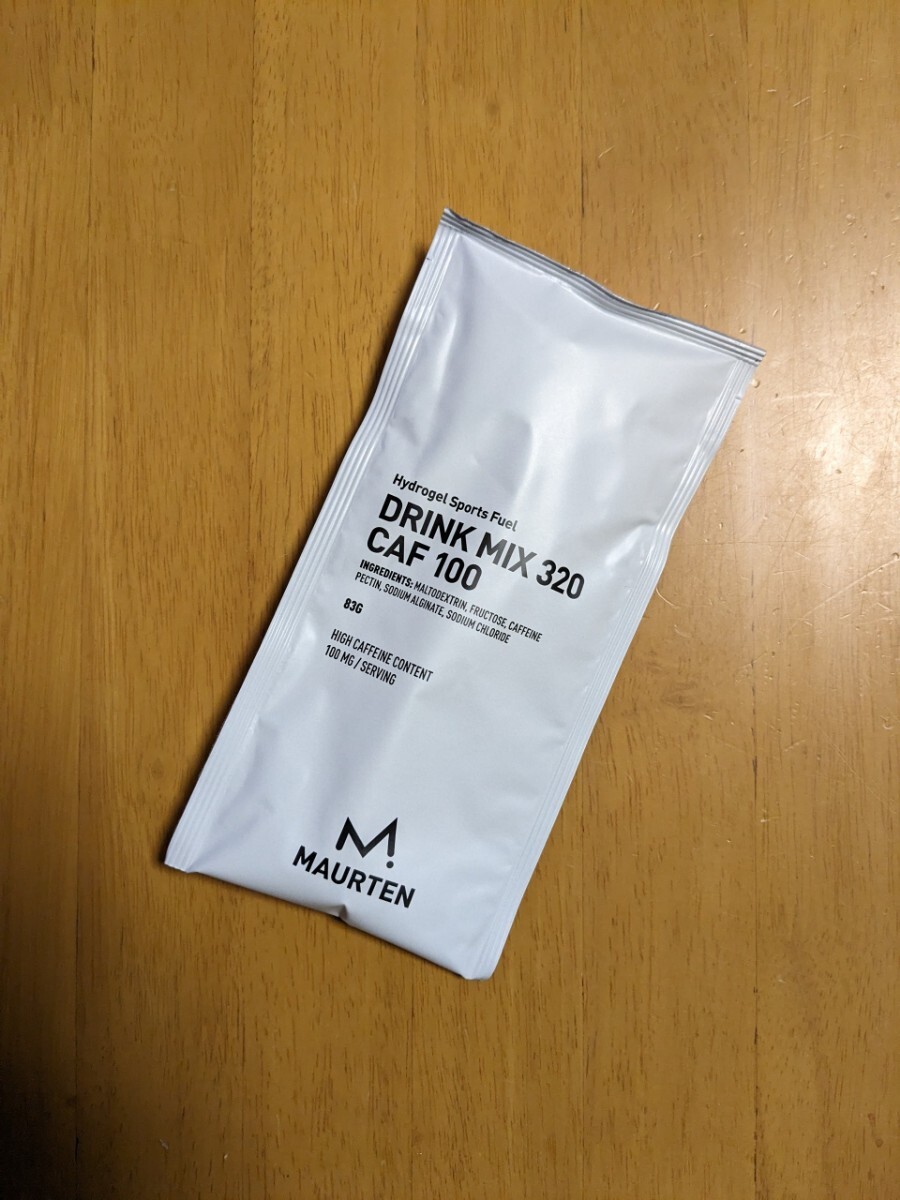 Hydrogel Sports Fuel
DRINK MIX 320
CAF 100
INGREDIENTS: MALTODEXTRIN, FRUCTOSE, CAFFEINE
PECTIN, SODIUM ALGINATE, SODIUM CHLORIDE
83G
HIGH CAFFEINE CONTENT
100 MG / SERVING
M.
MAURTEN